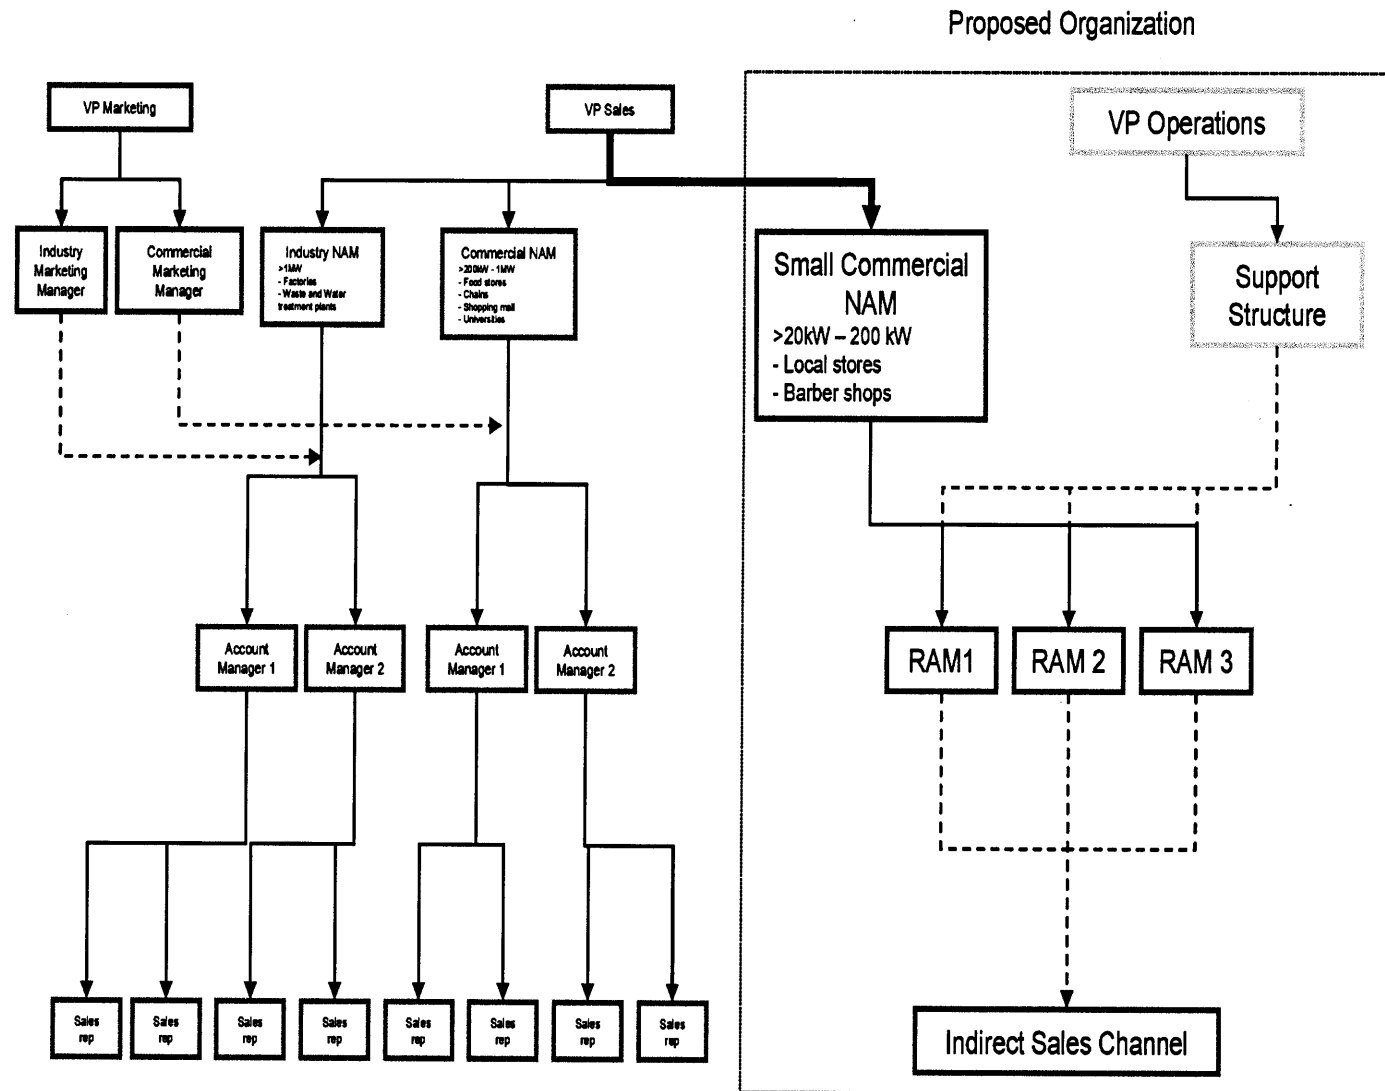 Proposed Organization
VP Marketing
VP Sales
VP Operations
Industry
Marketing
Manager
Commercial
Marketing
Manager
Industry NAM
>1MW
- Factories
- Waste and Water
treatment plants
Commercial NAM
>200kW - 1MW
- Food stores
- Chains
- Shopping mall
- Universities
Small Commercial
NAM
>20kW – 200 kW
- Local stores
- Barber shops
Support
Structure
Account
Manager 1
Account
Manager 2
Account
Manager 1
Account
Manager 2
RAM1
RAM 2
RAM 3
Sales
rep
Sales
rep
Sales
rep
Sales
rep
Sales
rep
Sales
rep
Sales
rep
Sales
rep
Indirect Sales Channel